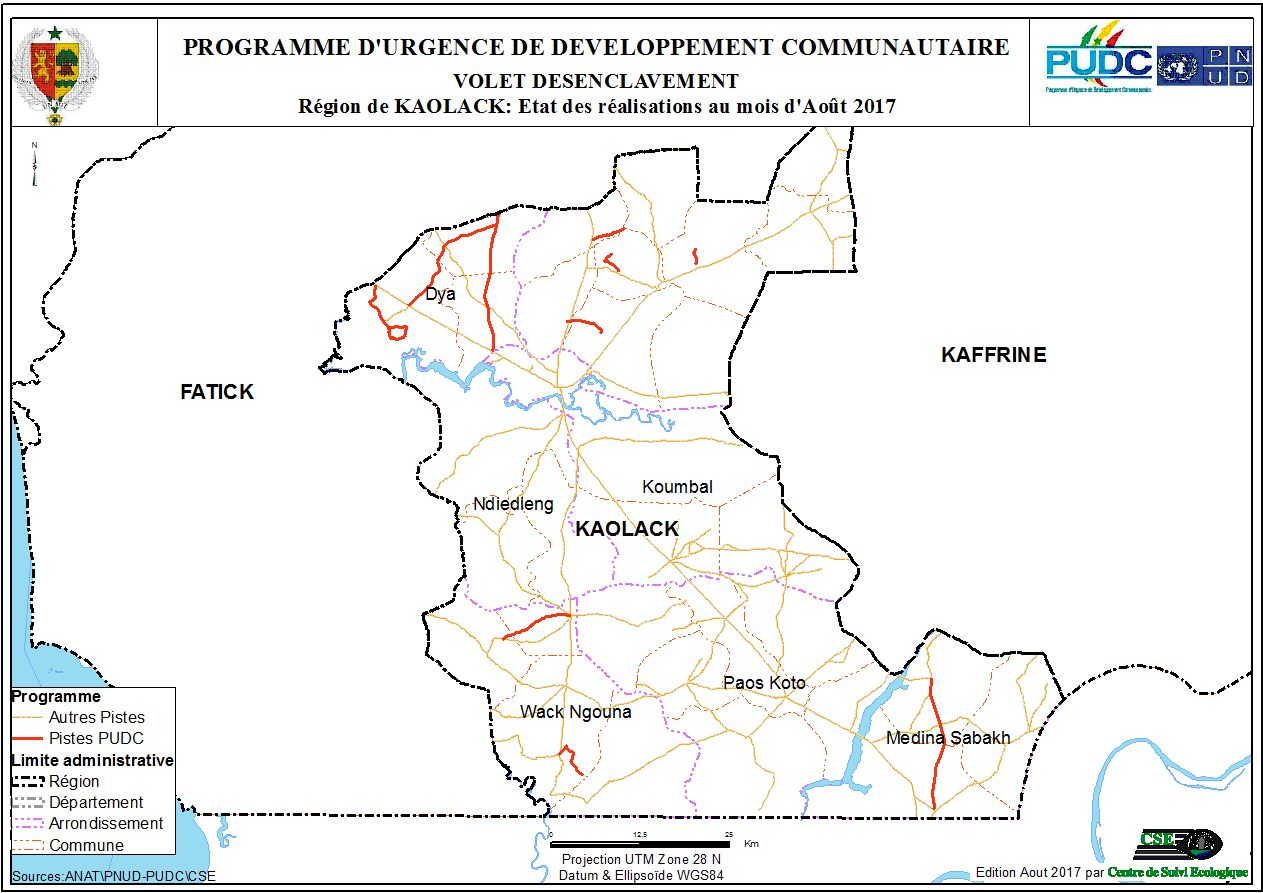 PROGRAMME D'URGENCE DE DEVELOPPEMENT COMMUNAUTAIRE
VOLET DESENCLAVEMENT
Région de KAOLACK: Etat des réalisations au mois d'Août 2017
PUDC
Programme d'Urgence de Développement Communautaire
P N
U D
N
Dya
KAFFRINE
FATICK
Koumbal
Ndiedieng
KAOLACK
Paos Koto
Wack Ngouna
Medina Sabakh
Programme
Autres Pistes
Pistes PUDC
Limite administrative
Région
Département
Arrondissement
Commune
Sources:ANAT\PNUD-PUDC\CSE
0 12,5 25
Km
Projection UTM Zone 28 N
Datum & Ellipsoïde WGS84
CSE
Edition Aout 2017 par Centre de Suivi Ecologique